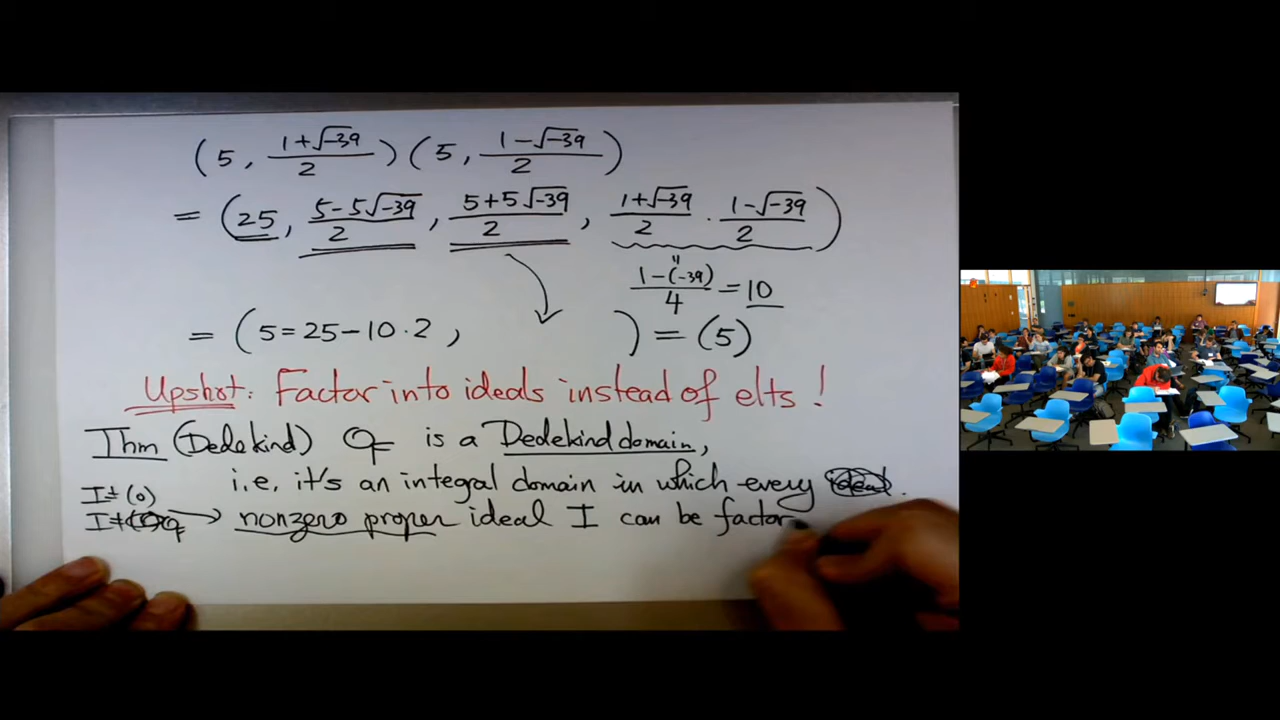 (5, (1+√-39)/2)(5, (1-√-39)/2)
= (25, (5-5√-39)/2, (5+5√-39)/2, (1+√-39)/2 · (1-√-39)/2)
(1-(-39))/4 = 10
= (5=25-10·2, ) = (5)
Upshot: Factor into ideals instead of elts!
Thm (Dedekind) is a Dedekind domain,
i.e. it's an integral domain in which every
I≠(0)
I≠ → nonzero proper ideal I can be factor